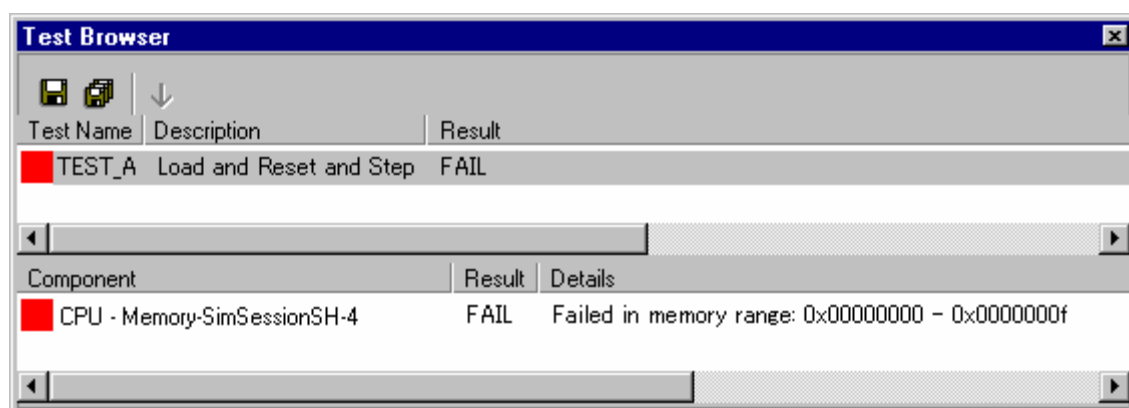 Test Browser
Test Name Description Result
TEST_A Load and Reset and Step FAIL
Component Result Details
CPU - Memory-SimSessionSH-4 FAIL Failed in memory range: 0x00000000 - 0x0000000f